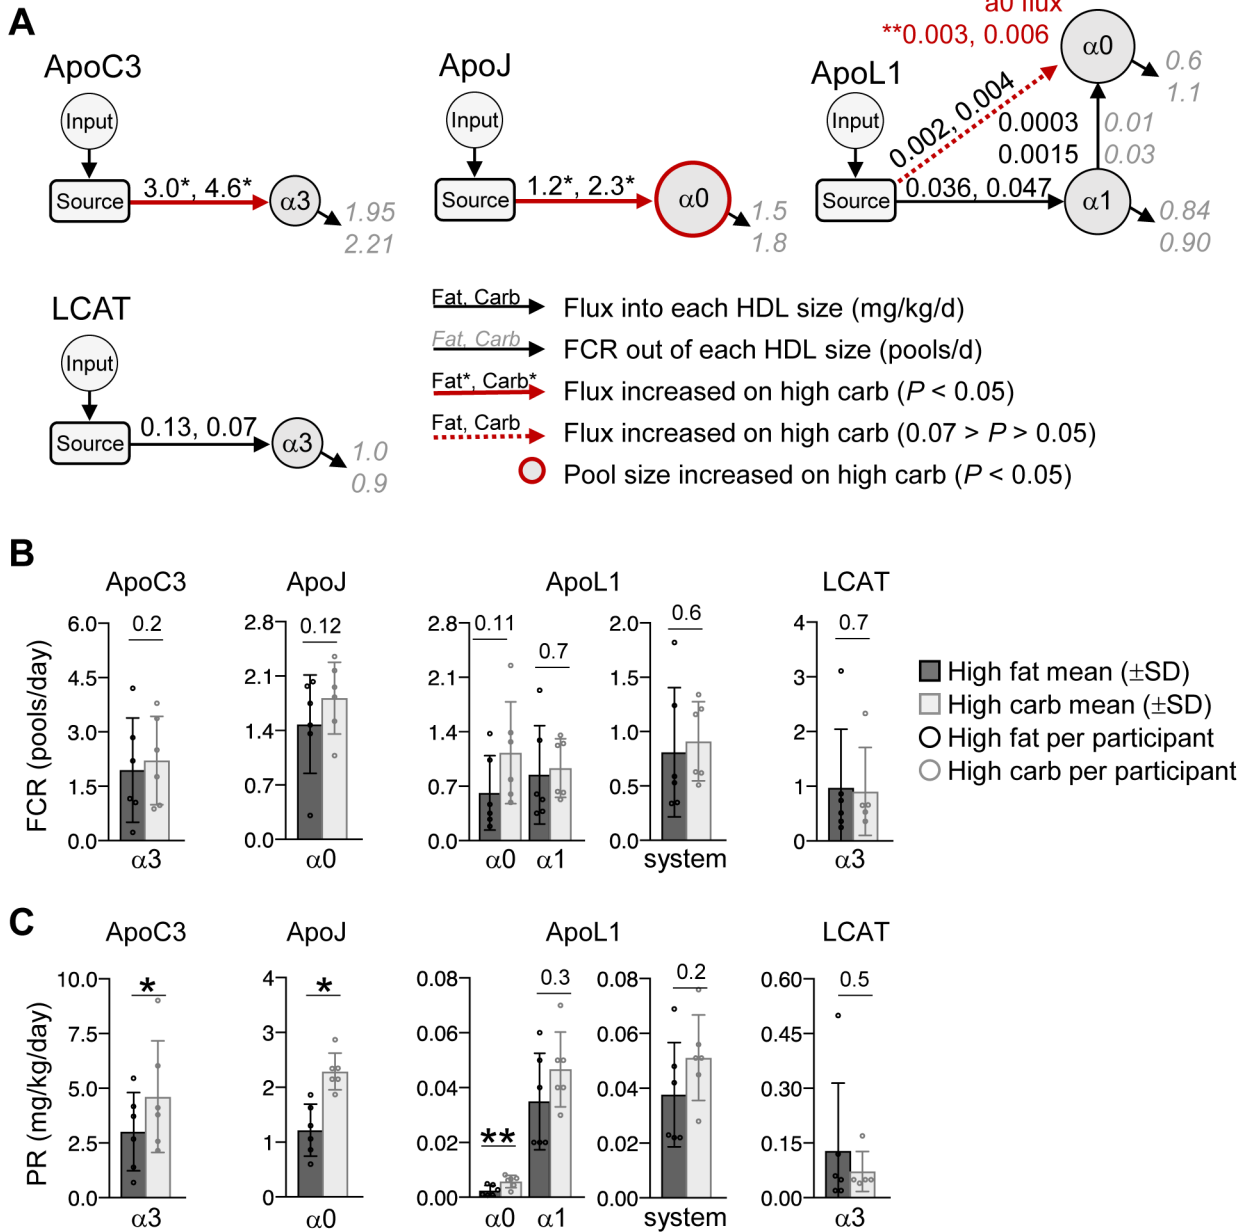 A
ApoC3
Input
Source
3.0*, 4.6*
α3
1.95
2.21
ApoJ
Input
Source
1.2*, 2.3*
α0
1.5
1.8
a0 flux
**0.003, 0.006
ApoL1
Input
Source
0.002, 0.004
α0
0.6
1.1
0.0003
0.0015
0.01
0.03
0.036, 0.047
α1
0.84
0.90
LCAT
Input
Source
0.13, 0.07
α3
1.0
0.9
Fat, Carb
Flux into each HDL size (mg/kg/d)
Fat, Carb
FCR out of each HDL size (pools/d)
Fat*, Carb*
Flux increased on high carb (P < 0.05)
Fat, Carb
Flux increased on high carb (0.07 > P > 0.05)
Pool size increased on high carb (P < 0.05)
B
FCR (pools/day)
ApoC3
6.0
4.5
3.0
1.5
0.0
0.2
α3
ApoJ
2.8
2.1
1.4
0.7
0.0
0.12
α0
ApoL1
2.8
2.1
1.4
0.7
0.0
0.11
0.7
α0 α1
2.0
1.5
1.0
0.5
0.0
0.6
system
LCAT
4
3
2
1
0
0.7
α3
High fat mean (±SD)
High carb mean (±SD)
High fat per participant
High carb per participant
C
PR (mg/kg/day)
ApoC3
10.0
7.5
5.0
2.5
0.0
*
α3
ApoJ
4
3
2
1
0
*
α0
ApoL1
0.08
0.06
0.04
0.02
0.00
**
0.3
α0 α1
0.08
0.06
0.04
0.02
0.00
0.2
system
LCAT
0.60
0.45
0.30
0.15
0.00
0.5
α3